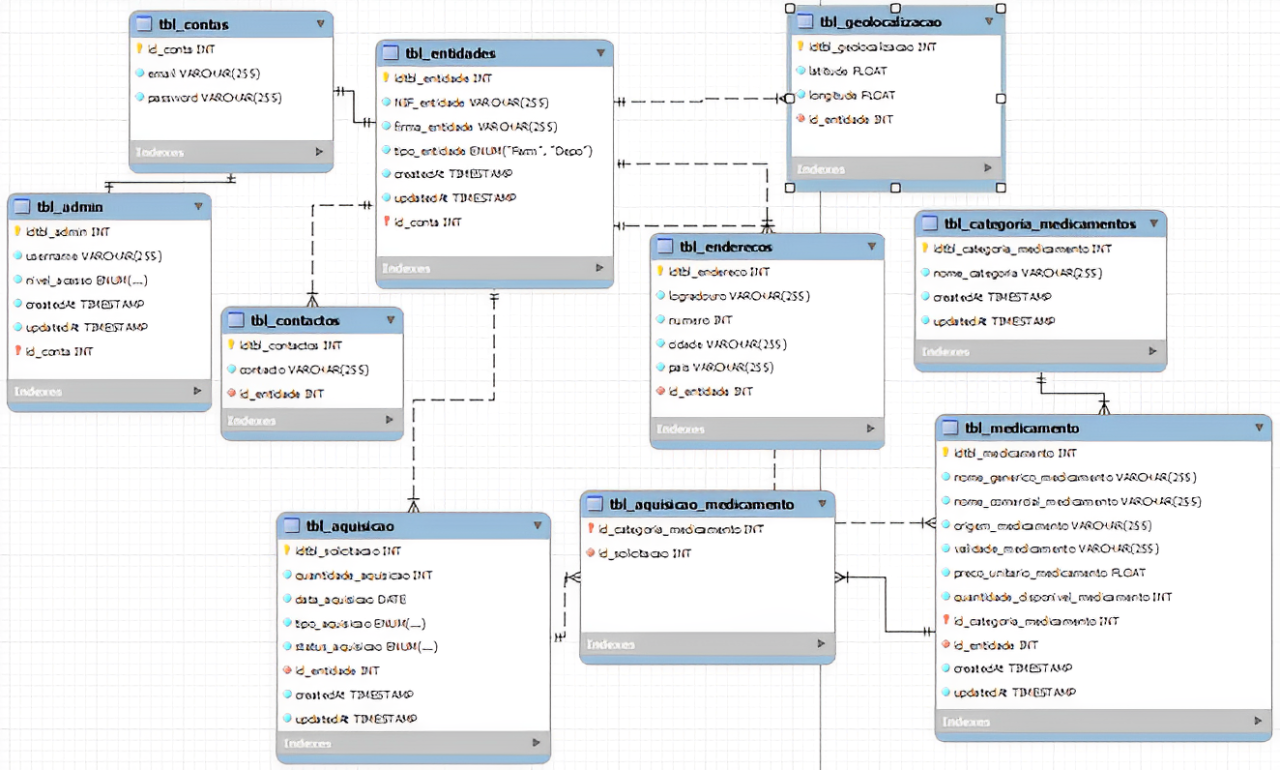 tbl_contas
id_conta INT
email VARCHAR(255)
password VARCHAR(255)
Indexes
tbl_entidades
idtbl_entidade INT
NIF_entidade VARCHAR(255)
firma_entidade VARCHAR(255)
tipo_entidade ENUM("Farm", "Depo")
createdAt TIMESTAMP
updatedAt TIMESTAMP
id_conta INT
Indexes
tbl_geolocalizacao
idtbl_geolocalizacao INT
latitude FLOAT
longitude FLOAT
id_entidade INT
Indexes
tbl_admin
idtbl_admin INT
username VARCHAR(255)
nivel_acesso ENUM(...)
createdAt TIMESTAMP
updatedAt TIMESTAMP
id_conta INT
Indexes
tbl_contactos
idtbl_contactos INT
contacto VARCHAR(255)
id_entidade INT
Indexes
tbl_enderecos
idtbl_endereco INT
logradouro VARCHAR(255)
numero INT
cidade VARCHAR(255)
pais VARCHAR(255)
id_entidade INT
Indexes
tbl_categoria_medicamentos
idtbl_categoria_medicamento INT
nome_categoria VARCHAR(255)
createdAt TIMESTAMP
updatedAt TIMESTAMP
Indexes
tbl_aquisicao
idtbl_solicitacao INT
quantidade_aquisicao INT
data_aquisicao DATE
tipo_aquisicao ENUM(...)
status_aquisicao ENUM(...)
id_entidade INT
createdAt TIMESTAMP
updatedAt TIMESTAMP
Indexes
tbl_aquisicao_medicamento
id_categoria_medicamento INT
id_solicitacao INT
Indexes
tbl_medicamento
idtbl_medicamento INT
nome_generico_medicamento VARCHAR(255)
nome_comercial_medicamento VARCHAR(255)
origem_medicamento VARCHAR(255)
validade_medicamento VARCHAR(255)
preco_unitario_medicamento FLOAT
quantidade_disponivel_medicamento INT
id_categoria_medicamento INT
id_entidade INT
createdAt TIMESTAMP
updatedAt TIMESTAMP
Indexes